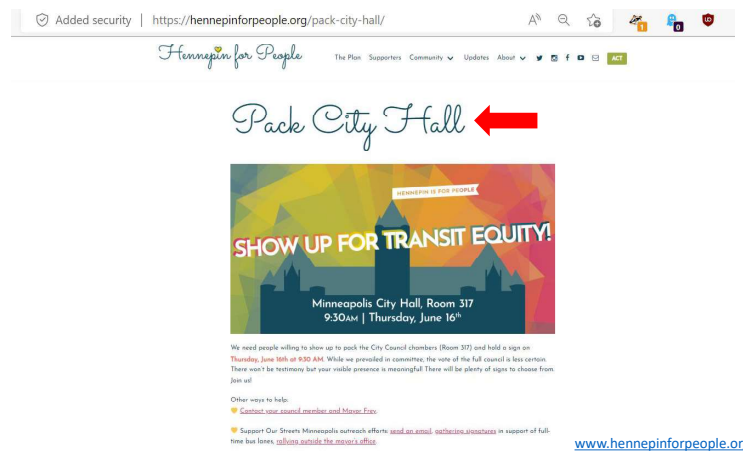 Added security | https://hennepinforpeople.org/pack-city-hall/
1
0
Hennepin for People
The Plan Supporters Community Updates About ACT
Pack City Hall
HENNEPIN IS FOR PEOPLE
SHOW UP FOR TRANSIT EQUITY!
Minneapolis City Hall, Room 317
9:30AM | Thursday, June 16th
We need people willing to show up to pack the City Council chambers (Room 317) and hold a sign on
Thursday, June 16th at 9:30 AM. While we prevailed in committee, the vote of the full council is less certain.
There won't be testimony but your visible presence is meaningful! There will be plenty of signs to choose from.
Join us!
Other ways to help:
Contact your council member and Mayor Frey.
Support Our Streets Minneapolis outreach efforts: send an email, gathering signatures in support of full-
time bus lanes, rallying outside the mayor's office.
www.hennepinforpeople.or